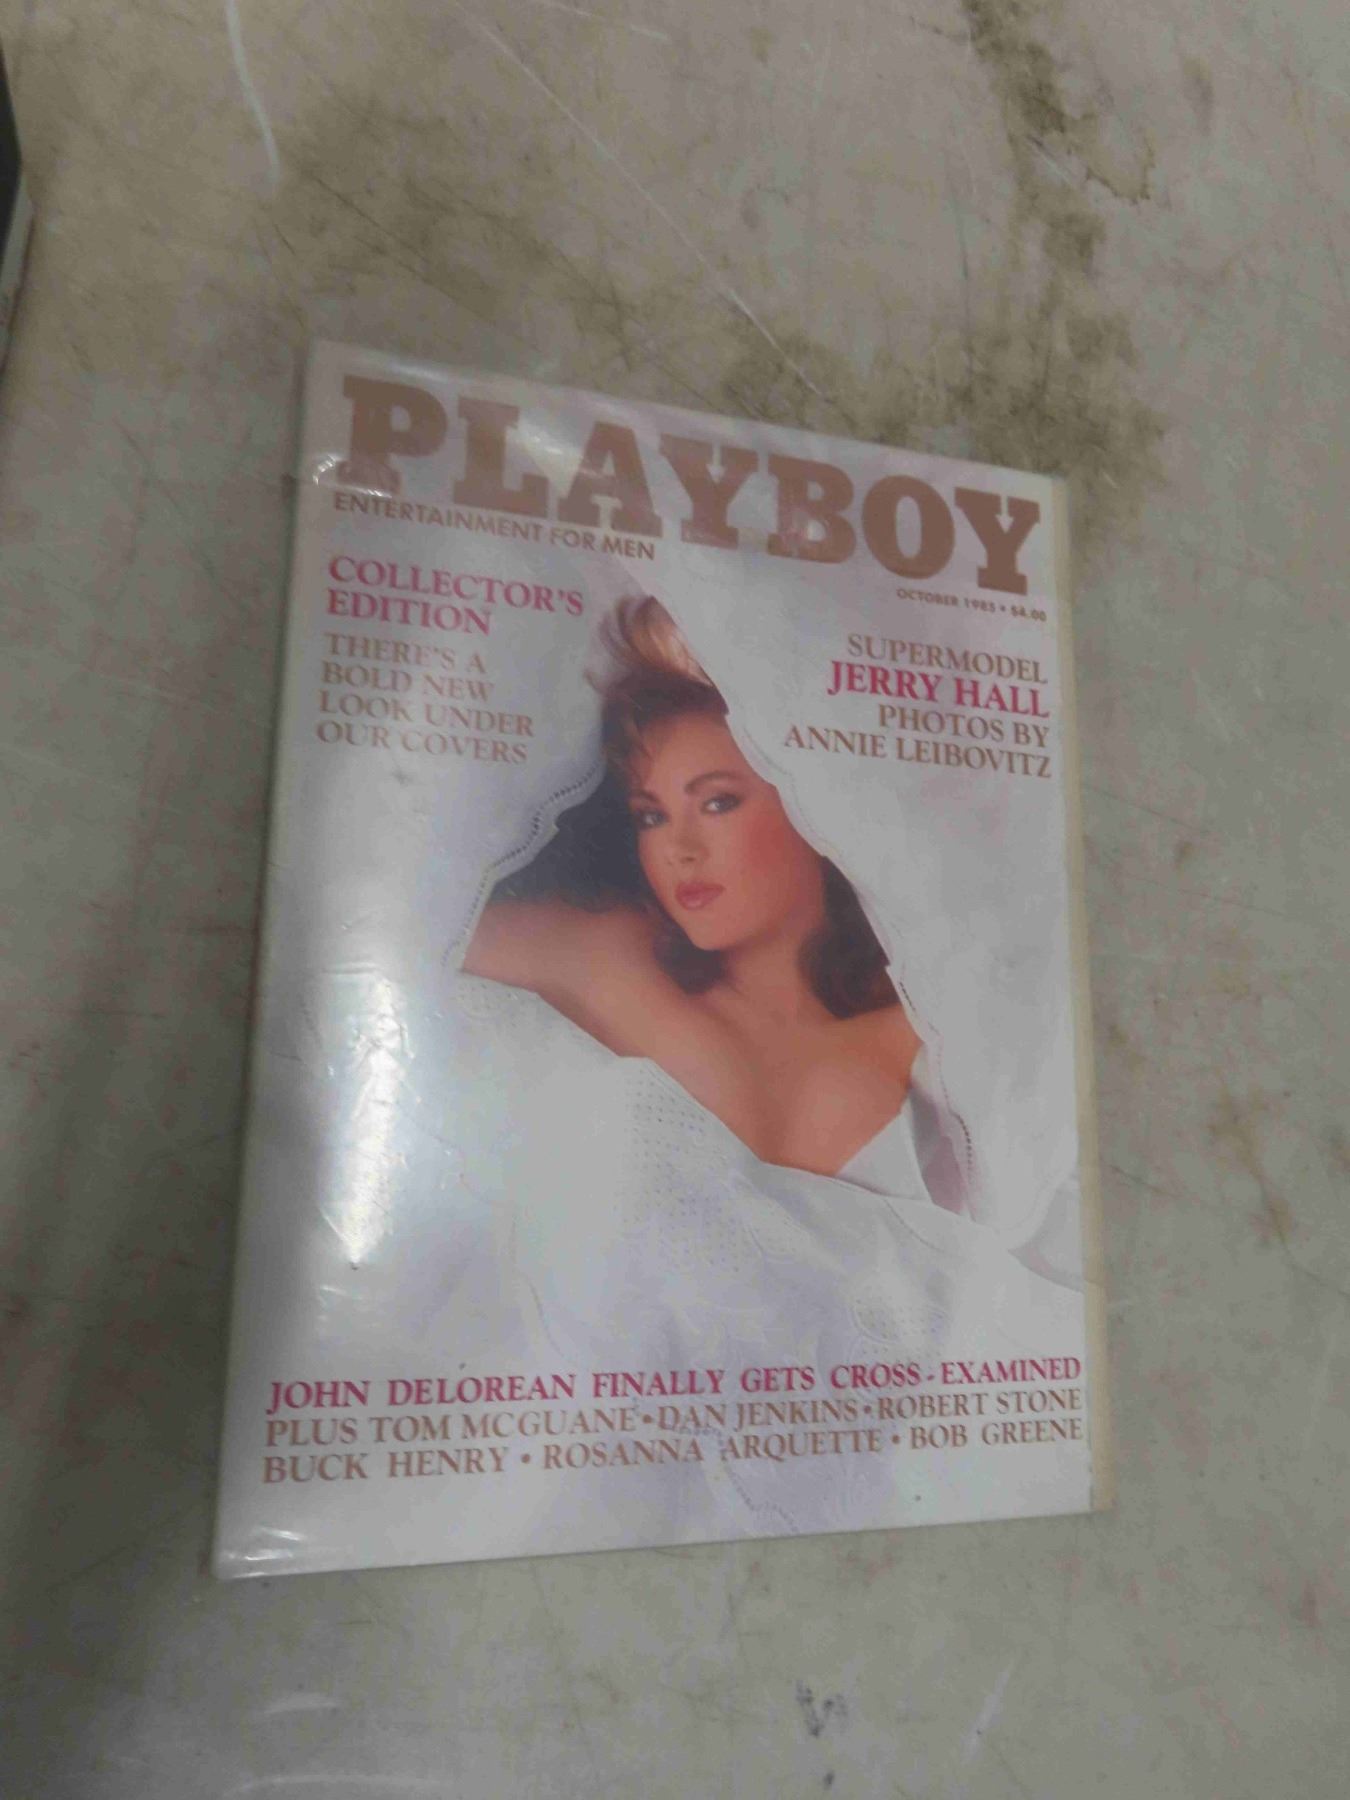 PLAYBOY
ENTERTAINMENT FOR MEN
OCTOBER 1985 • $4.00
COLLECTOR'S
EDITION
THERE'S A
BOLD NEW
LOOK UNDER
OUR COVERS
SUPERMODEL
JERRY HALL
PHOTOS BY
ANNIE LEIBOVITZ
JOHN DELOREAN FINALLY GETS CROSS-EXAMINED
PLUS TOM MCGUANE • DAN JENKINS • ROBERT STONE
BUCK HENRY • ROSANNA ARQUETTE • BOB GREENE